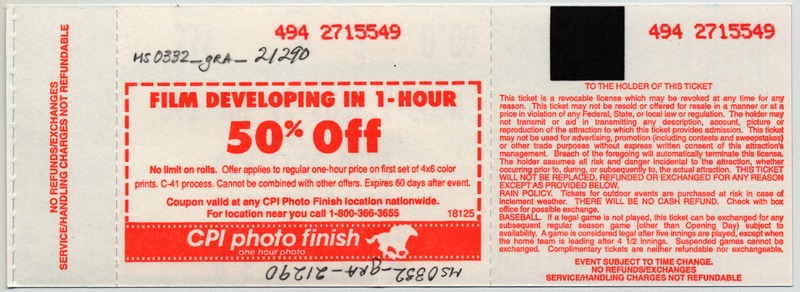 NO REFUNDS/EXCHANGES
SERVICE/HANDLING CHARGES NOT REFUNDABLE
494 2715549
MS0332_gRA_21290
FILM DEVELOPING IN 1-HOUR
50% Off
No limit on rolls. Offer applies to regular one-hour price on first set of 4x6 color
prints. C-41 process. Cannot be combined with other offers. Expires 60 days after event.
Coupon valid at any CPI Photo Finish location nationwide.
For location near you call 1-800-366-3655
18125
CPI photo finish
one hour photo
MS0332-gRA-21290
494 2715549
TO THE HOLDER OF THIS TICKET
This ticket is a revocable license which may be revoked at any time for any
reason. This ticket may not be resold or offered for resale in a manner or at a
price in violation of any Federal, State, or local law or regulation. The holder may
not transmit or aid in transmitting any description, account, picture or
reproduction of the attraction to which this ticket provides admission. This ticket
may not be used for advertising, promotion (including contests and sweepstakes)
or other trade purposes without express written consent of this attraction's
management. Breach of the foregoing will automatically terminate this license.
The holder assumes all risk and danger incidental to the attraction, whether
occurring prior to, during, or subsequently to, the actual attraction. THIS TICKET
WILL NOT BE REPLACED, REFUNDED OR EXCHANGED FOR ANY REASON
EXCEPT AS PROVIDED BELOW.
RAIN POLICY. Tickets for outdoor events are purchased at risk in case of
inclement weather. THERE WILL BE NO CASH REFUND. Check with box
office for possible exchange.
BASEBALL. If a legal game is not played, this ticket can be exchanged for any
subsequent regular season game (other than Opening Day) subject to
availability. A game is considered legal after five innings are played, except when
the home team is leading after 4 1/2 innings. Suspended games cannot be
exchanged. Complimentary tickets are neither refundable nor exchangeable.
EVENT SUBJECT TO TIME CHANGE.
NO REFUNDS/EXCHANGES
SERVICE/HANDLING CHARGES NOT REFUNDABLE